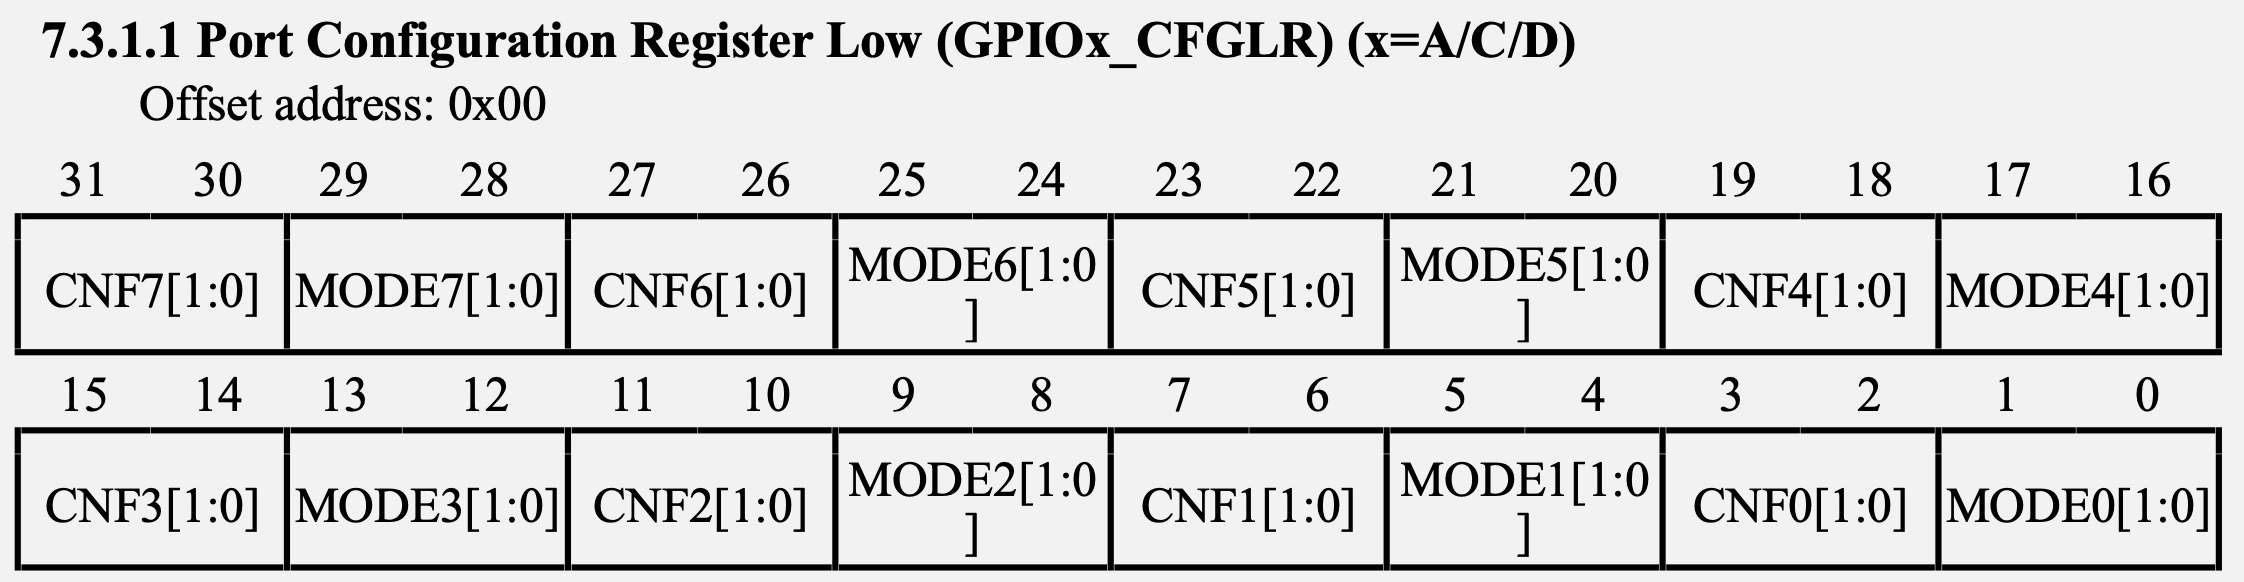 7.3.1.1 Port Configuration Register Low (GPIOx_CFGLR) (x=A/C/D)
Offset address: 0x00
31 30 29 28 27 26 25 24 23 22 21 20 19 18 17 16
CNF7[1:0] MODE7[1:0] CNF6[1:0] MODE6[1:0] CNF5[1:0] MODE5[1:0] CNF4[1:0] MODE4[1:0]
15 14 13 12 11 10 9 8 7 6 5 4 3 2 1 0
CNF3[1:0] MODE3[1:0] CNF2[1:0] MODE2[1:0] CNF1[1:0] MODE1[1:0] CNF0[1:0] MODE0[1:0]